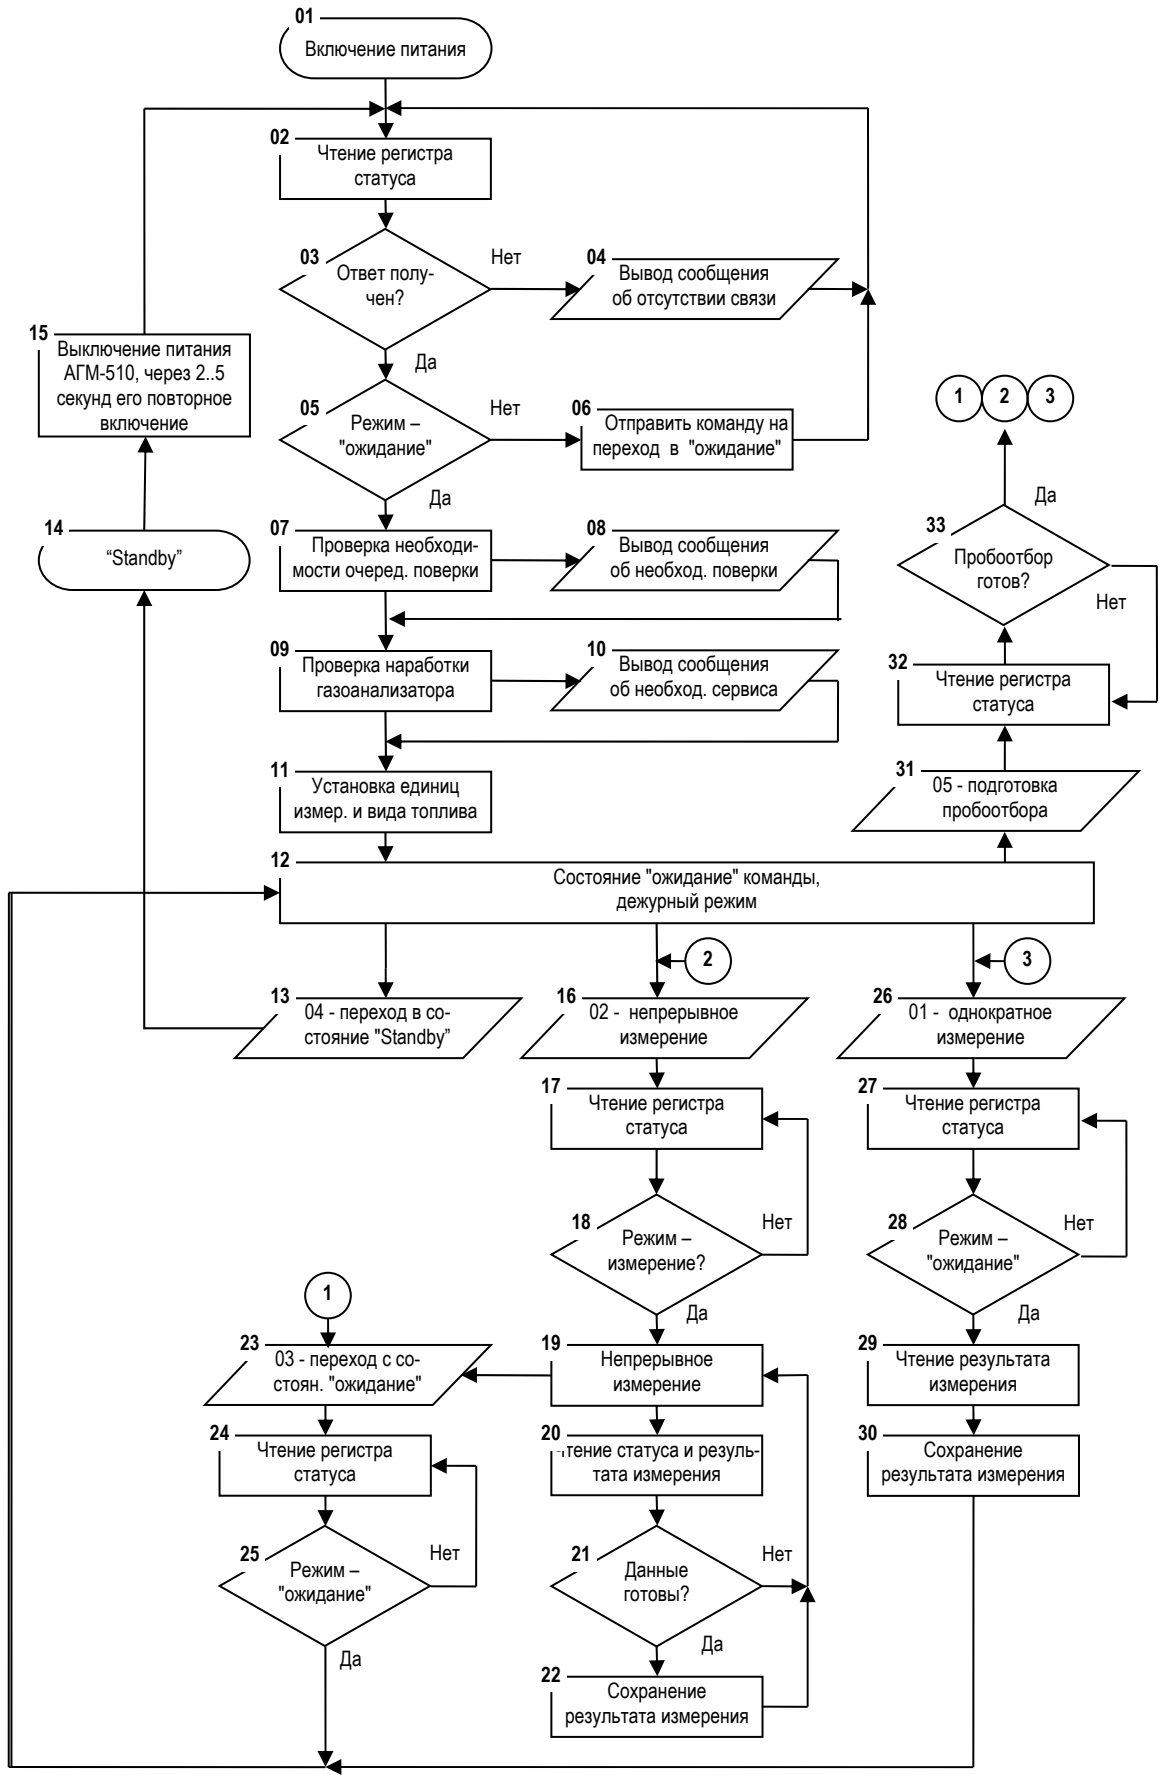 01
Включение питания
02
Чтение регистра
статуса
03
Ответ полу-
чен?
Нет
04
Вывод сообщения
об отсутствии связи
Да
15
Выключение питания
АГМ-510, через 2..5
секунд его повторное
включение
05
Режим –
"ожидание"
Нет
06
Отправить команду на
переход в "ожидание"
Да
1
2
3
14
“Standby”
07
Проверка необходи-
мости очеред. поверки
08
Вывод сообщения
об необход. поверки
Да
33
Пробоотбор
готов?
Нет
09
Проверка наработки
газоанализатора
10
Вывод сообщения
об необход. сервиса
32
Чтение регистра
статуса
11
Установка единиц
измер. и вида топлива
31
05 - подготовка
пробоотбора
12
Состояние "ожидание" команды,
дежурный режим
2
3
13
04 - переход в со-
стояние "Standby”
16
02 - непрерывное
измерение
26
01 - однократное
измерение
17
Чтение регистра
статуса
27
Чтение регистра
статуса
18
Режим –
измерение?
Нет
Да
28
Режим –
"ожидание"
Нет
Да
1
23
03 - переход с со-
стоян. "ожидание"
19
Непрерывное
измерение
29
Чтение результата
измерения
24
Чтение регистра
статуса
20
Чтение статуса и резуль-
тата измерения
30
Сохранение
результата измерения
25
Режим –
"ожидание"
Нет
Да
21
Данные
готовы?
Нет
Да
22
Сохранение
результата измерения